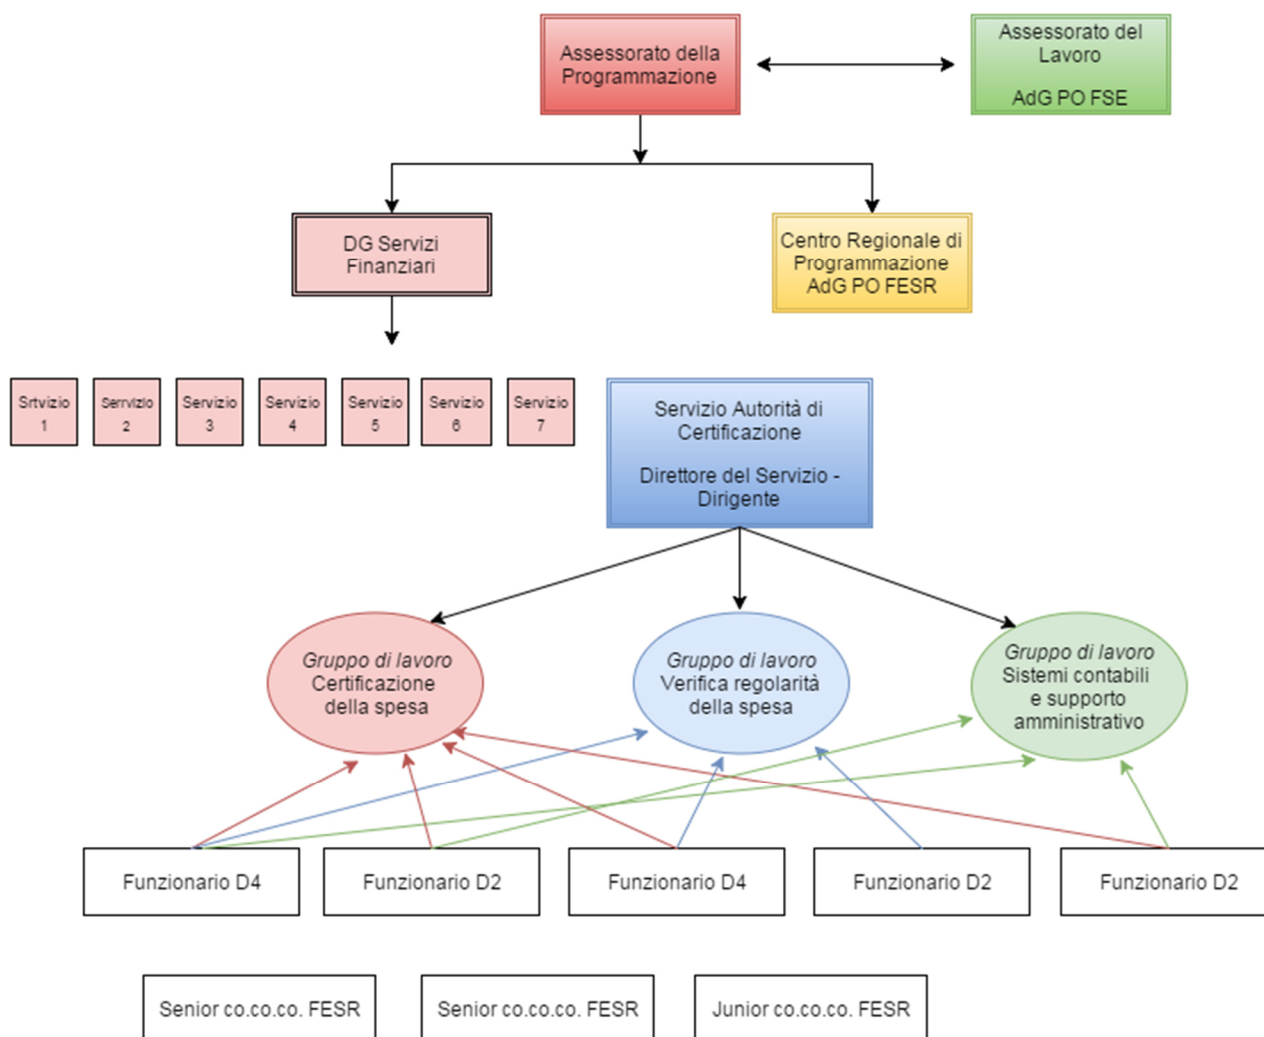 Assessorato della
Programmazione
Assessorato del
Lavoro
AdG PO FSE
DG Servizi
Finanziari
Centro Regionale di
Programmazione
AdG PO FESR
Srtvizio
1
Serrvizio
2
Servizio
3
Servizio
4
Servizio
5
Servizio
6
Servizio
7
Servizio Autorità di
Certificazione
Direttore del Servizio -
Dirigente
Gruppo di lavoro
Certificazione
della spesa
Gruppo di lavoro
Verifica regolarità
della spesa
Gruppo di lavoro
Sistemi contabili
e supporto
amministrativo
Funzionario D4
Funzionario D2
Funzionario D4
Funzionario D2
Funzionario D2
Senior co.co.co. FESR
Senior co.co.co. FESR
Junior co.co.co. FESR